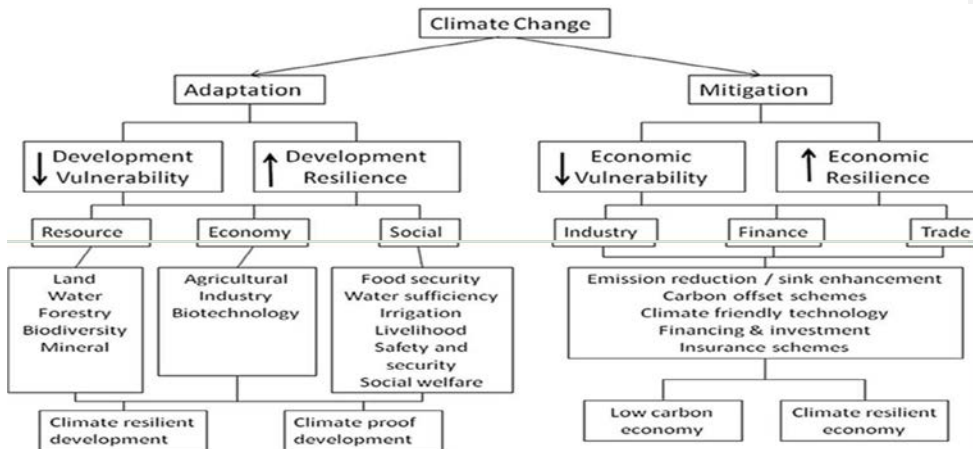 Climate Change
Adaptation
Mitigation
Development
Vulnerability
Development
Resilience
Economic
Vulnerability
Economic
Resilience
Resource
Economy
Social
Industry
Finance
Trade
Land
Water
Forestry
Biodiversity
Mineral
Agricultural
Industry
Biotechnology
Food security
Water sufficiency
Irrigation
Livelihood
Safety and
security
Social welfare
Emission reduction / sink enhancement
Carbon offset schemes
Climate friendly technology
Financing & investment
Insurance schemes
Climate resilient
development
Climate proof
development
Low carbon
economy
Climate resilient
economy